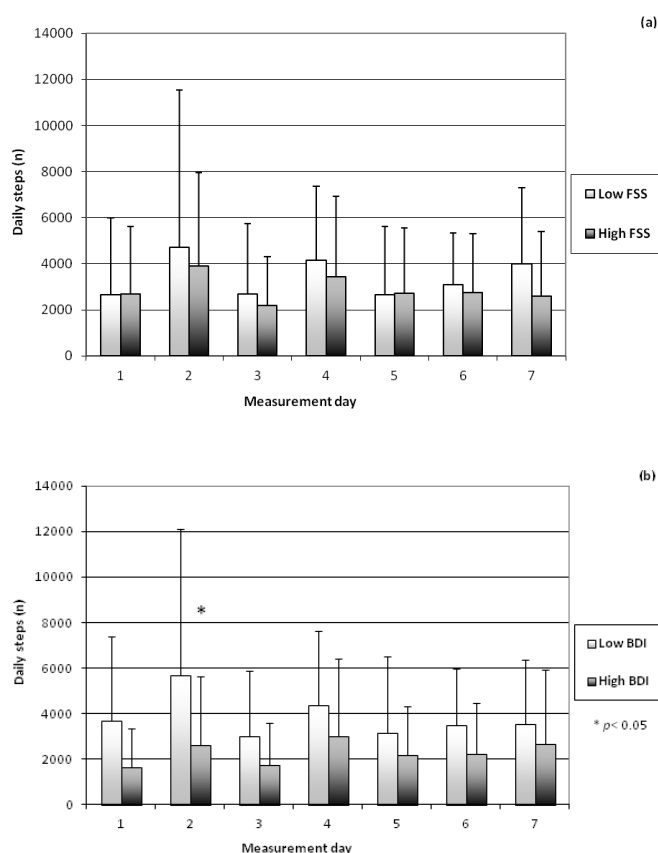 (a)
14000
12000
10000
8000
6000
4000
2000
0
Daily steps (n)
1 2 3 4 5 6 7
Measurement day
Low FSS
High FSS
(b)
14000
12000
10000
8000
6000
4000
2000
0
Daily steps (n)
*
1 2 3 4 5 6 7
Measurement day
Low BDI
High BDI
* p< 0.05